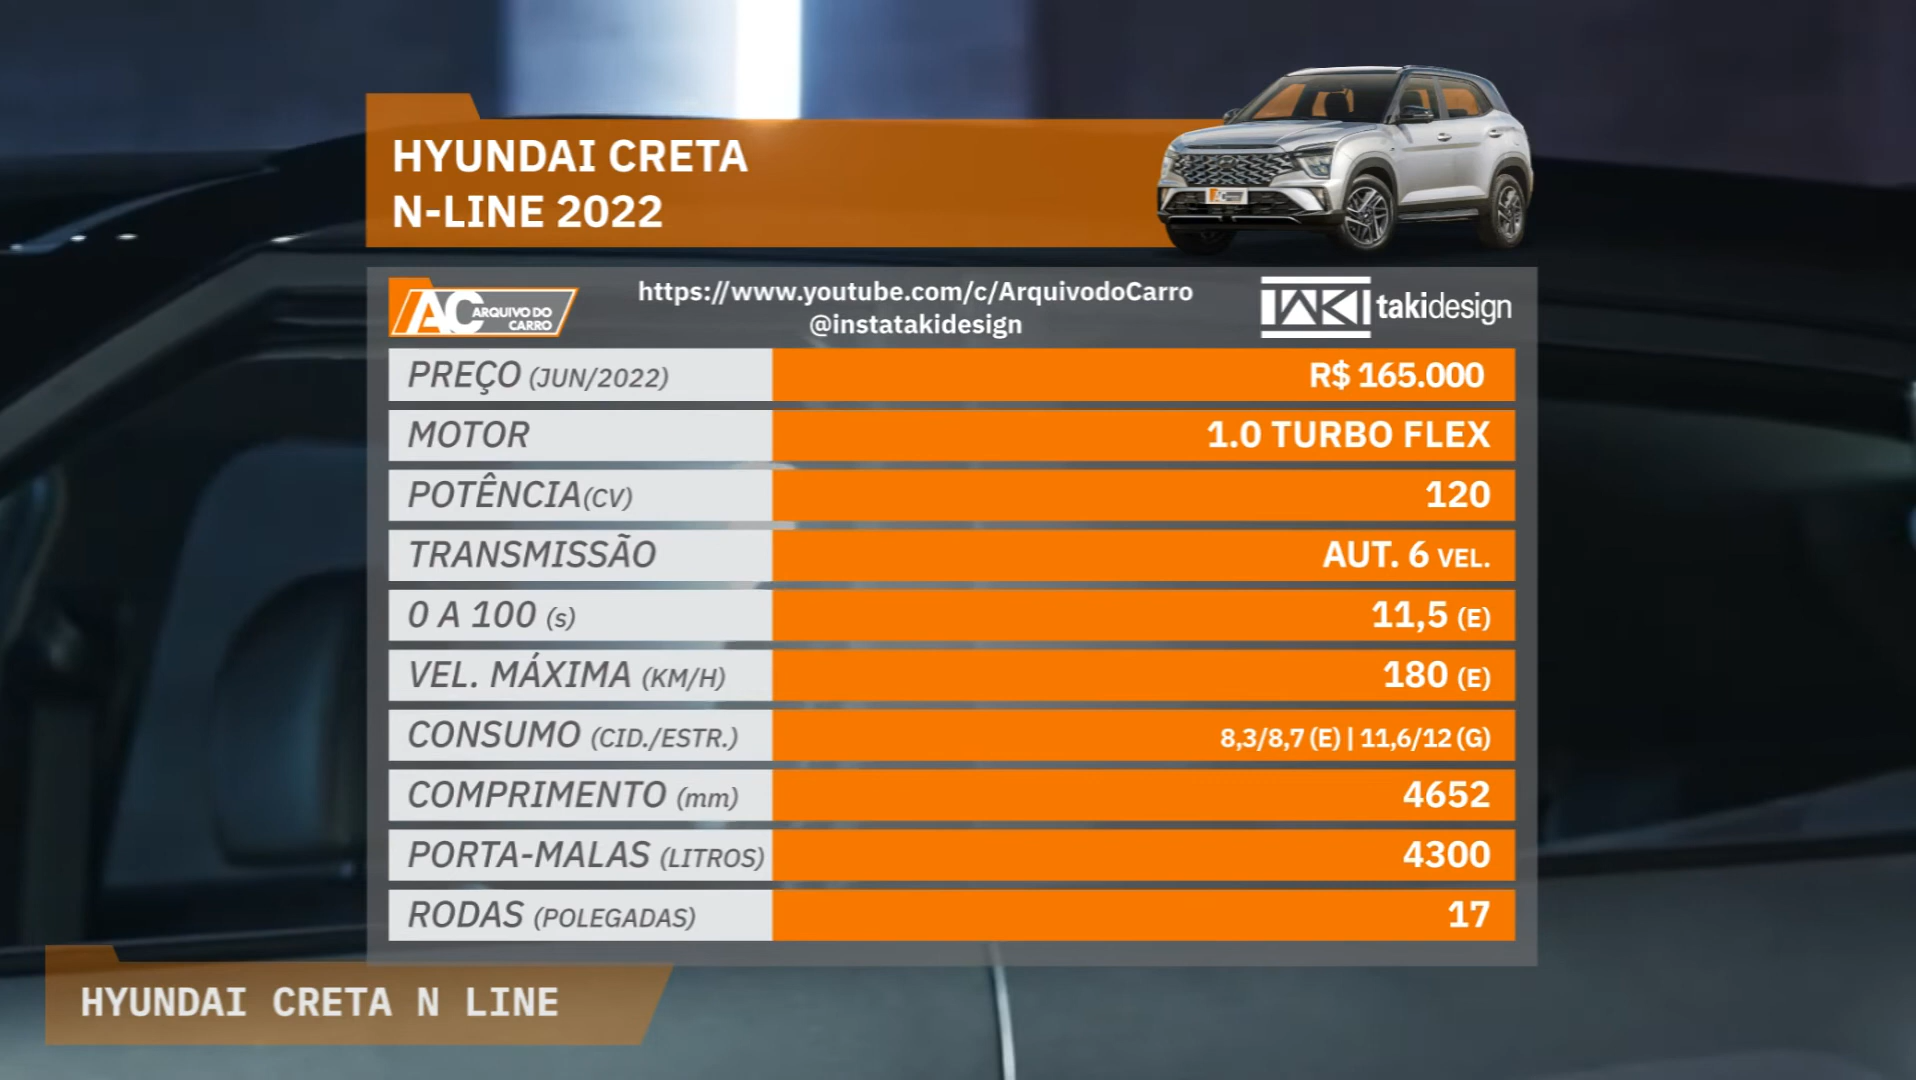 HYUNDAI CRETA
N-LINE 2022
AC ARQUIVO DO
CARRO
https://www.youtube.com/c/ArquivodoCarro
@instatakidesign
TAKI takidesign
PREÇO (JUN/2022) R$ 165.000
MOTOR 1.0 TURBO FLEX
POTÊNCIA(CV) 120
TRANSMISSÃO AUT. 6 VEL.
0 A 100 (s) 11,5 (E)
VEL. MÁXIMA (KM/H) 180 (E)
CONSUMO (CID./ESTR.) 8,3/8,7 (E) | 11,6/12 (G)
COMPRIMENTO (mm) 4652
PORTA-MALAS (LITROS) 4300
RODAS (POLEGADAS) 17
HYUNDAI CRETA N LINE